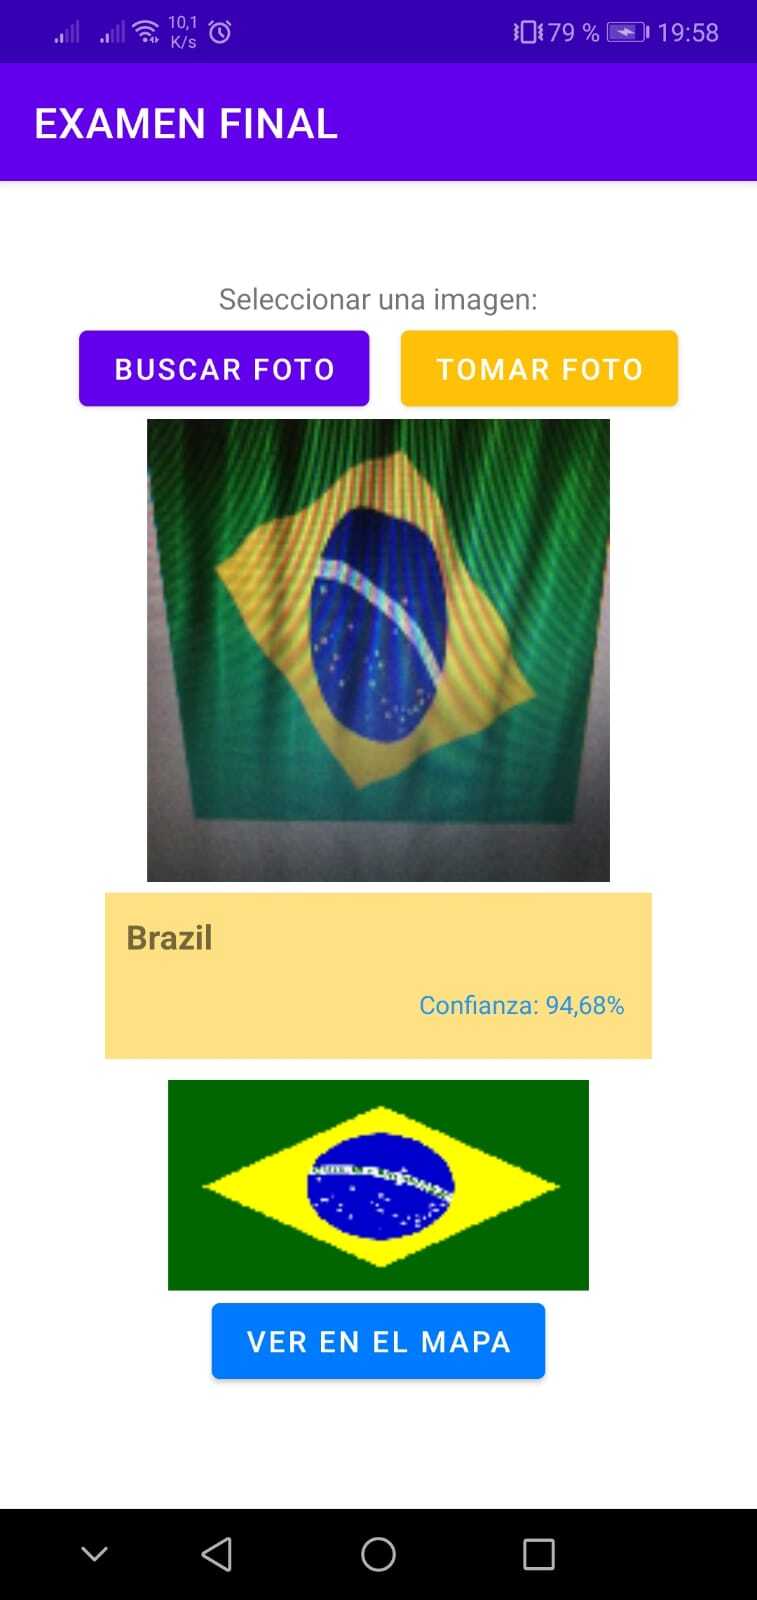 10,1
K/s
79 %
19:58
EXAMEN FINAL
Seleccionar una imagen:
BUSCAR FOTO
TOMAR FOTO
Brazil
Confianza: 94,68%
VER EN EL MAPA